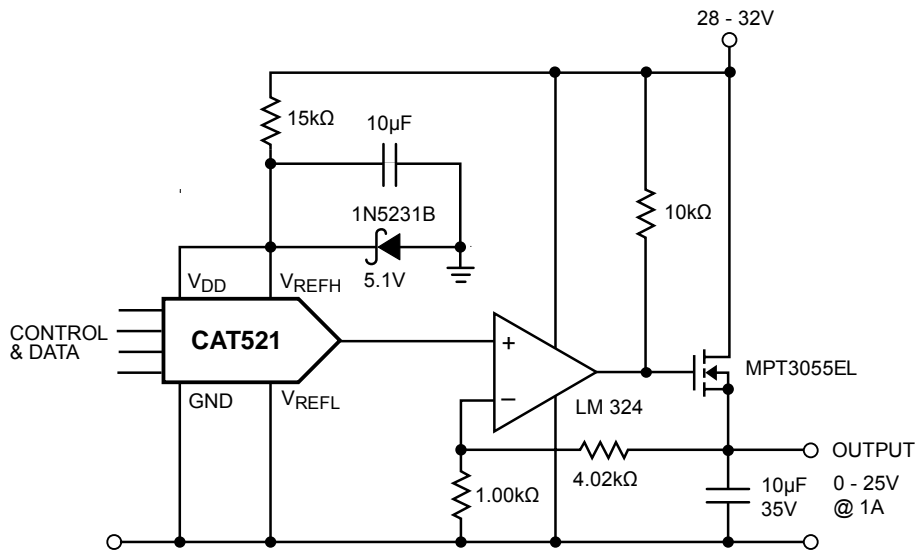 28 - 32V
15kΩ
10µF
1N5231B
5.1V
10kΩ
VDD
VREFH
CONTROL
& DATA
CAT521
GND
VREFL
+
−
LM 324
MPT3055EL
4.02kΩ
1.00kΩ
10µF
35V
OUTPUT
0 - 25V
@ 1A